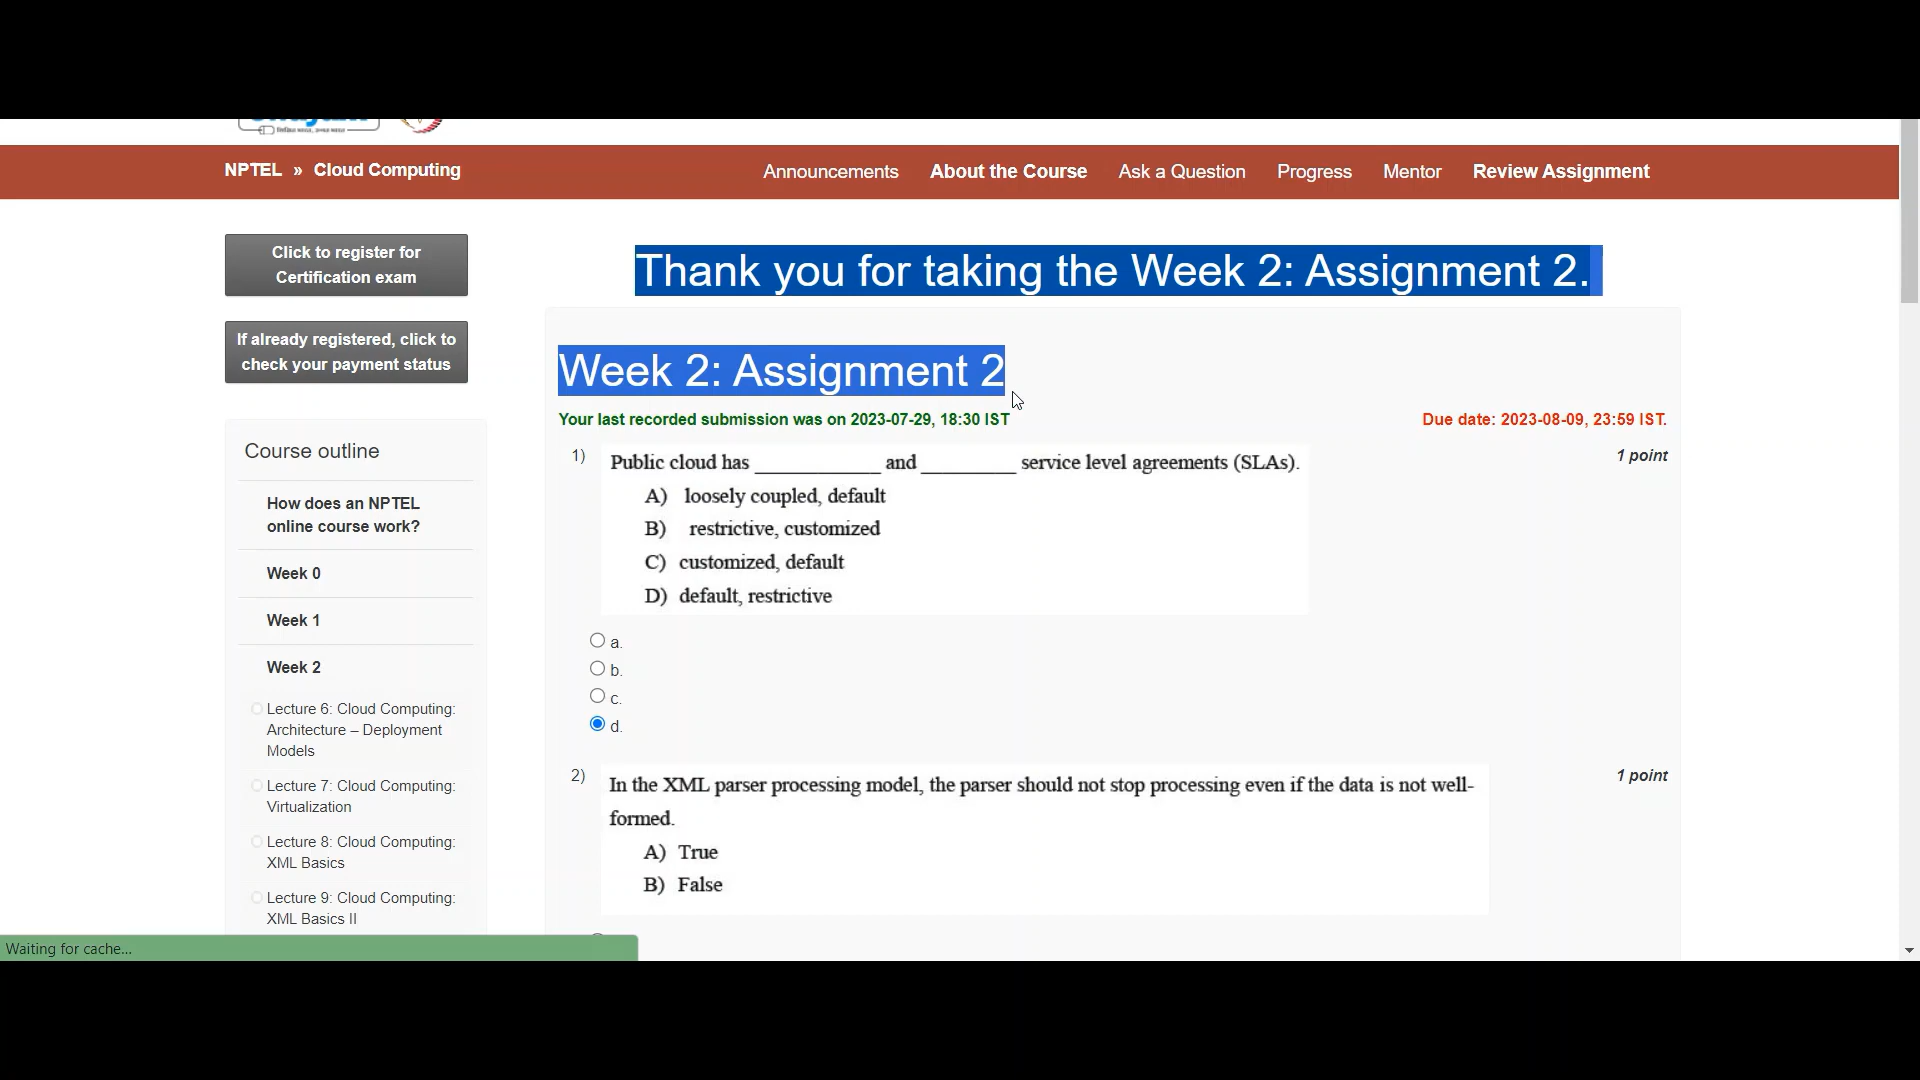 NPTEL » Cloud Computing
Announcements About the Course Ask a Question Progress Mentor Review Assignment
Click to register for
Certification exam
If already registered, click to
check your payment status
Course outline
How does an NPTEL
online course work?
Week 0
Week 1
Week 2
Lecture 6: Cloud Computing:
Architecture – Deployment
Models
Lecture 7: Cloud Computing:
Virtualization
Lecture 8: Cloud Computing:
XML Basics
Lecture 9: Cloud Computing:
XML Basics II
Thank you for taking the Week 2: Assignment 2.
Week 2: Assignment 2
Your last recorded submission was on 2023-07-29, 18:30 IST Due date: 2023-08-09, 23:59 IST.
1) Public cloud has ____________ and _________ service level agreements (SLAs). 1 point
A) loosely coupled, default
B) restrictive, customized
C) customized, default
D) default, restrictive
a.
b.
c.
d.
2) In the XML parser processing model, the parser should not stop processing even if the data is not well- 1 point
formed.
A) True
B) False
Waiting for cache...